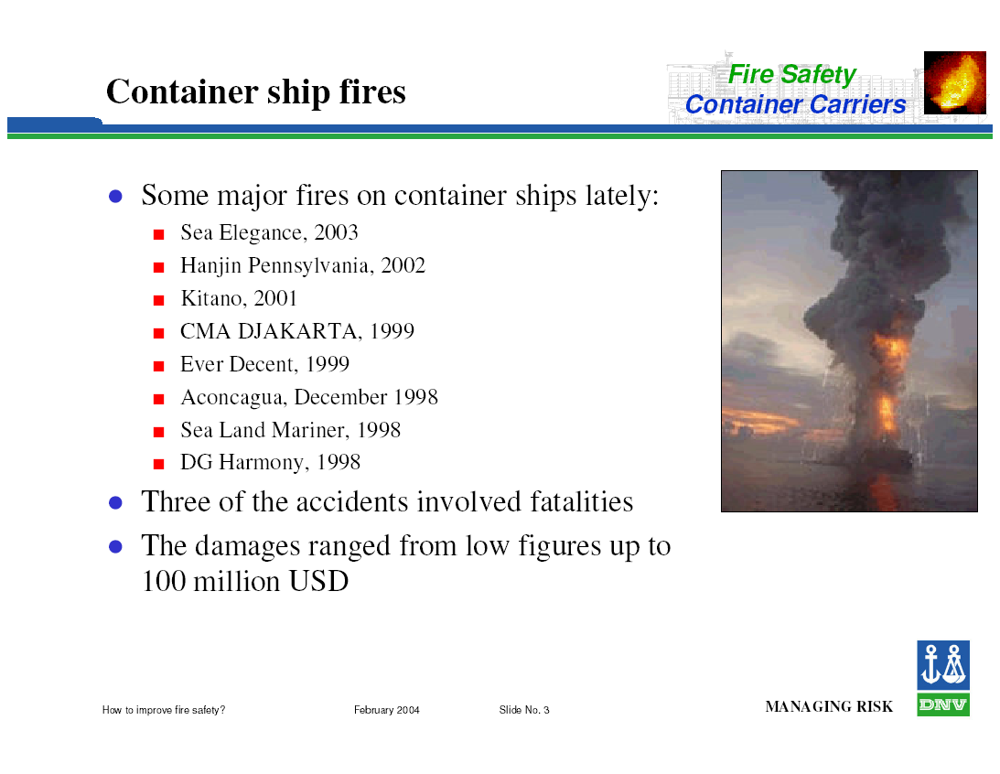 Container ship fires
Fire Safety
Container Carriers
Some major fires on container ships lately:
Sea Elegance, 2003
Hanjin Pennsylvania, 2002
Kitano, 2001
CMA DJAKARTA, 1999
Ever Decent, 1999
Aconcagua, December 1998
Sea Land Mariner, 1998
DG Harmony, 1998
Three of the accidents involved fatalities
The damages ranged from low figures up to
100 million USD
How to improve fire safety?
February 2004
Slide No. 3
MANAGING RISK
DNV